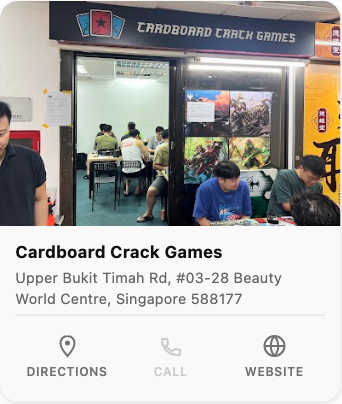 CARDBOARD CRACK GAMES
Cardboard Crack Games
Upper Bukit Timah Rd, #03-28 Beauty
World Centre, Singapore 588177
DIRECTIONS
CALL
WEBSITE